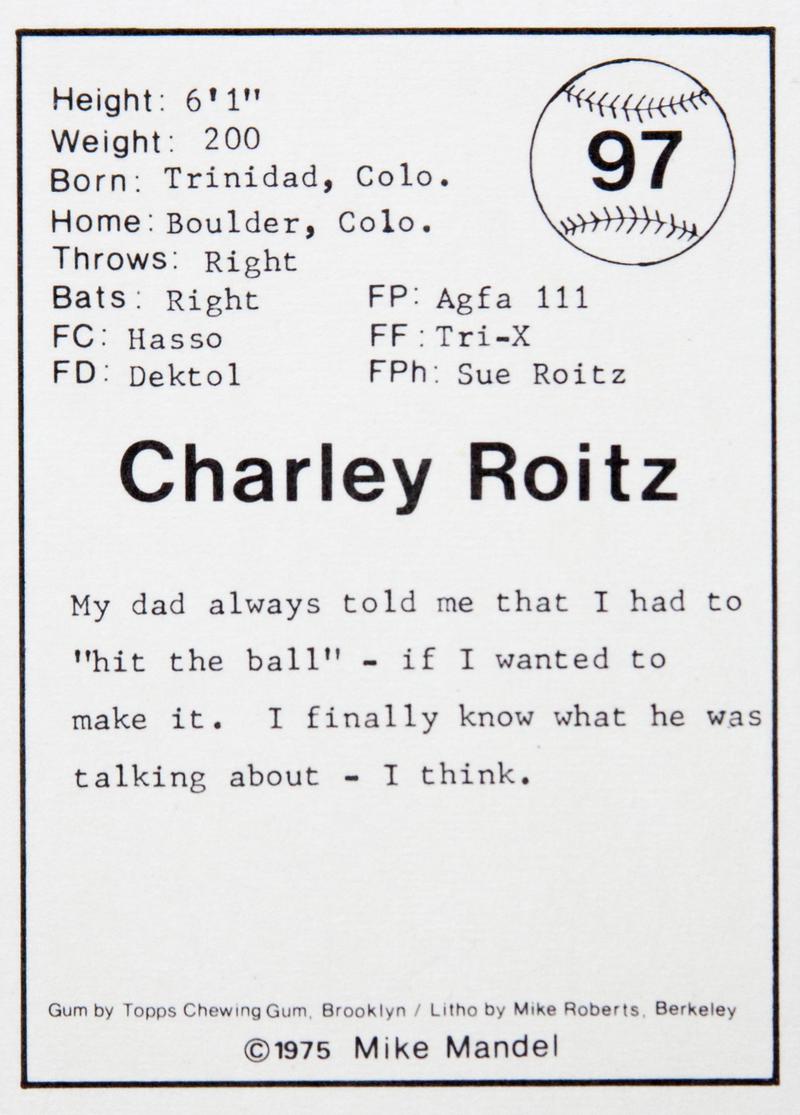 Height: 6'1"
Weight: 200
Born: Trinidad, Colo.
97
Home: Boulder, Colo.
Throws: Right
Bats: Right FP: Agfa 111
FC: Hasso FF: Tri-X
FD: Dektol FPh: Sue Roitz
Charley Roitz
My dad always told me that I had to
"hit the ball" - if I wanted to
make it. I finally know what he was
talking about - I think.
Gum by Topps Chewing Gum, Brooklyn / Litho by Mike Roberts, Berkeley
©1975 Mike Mandel